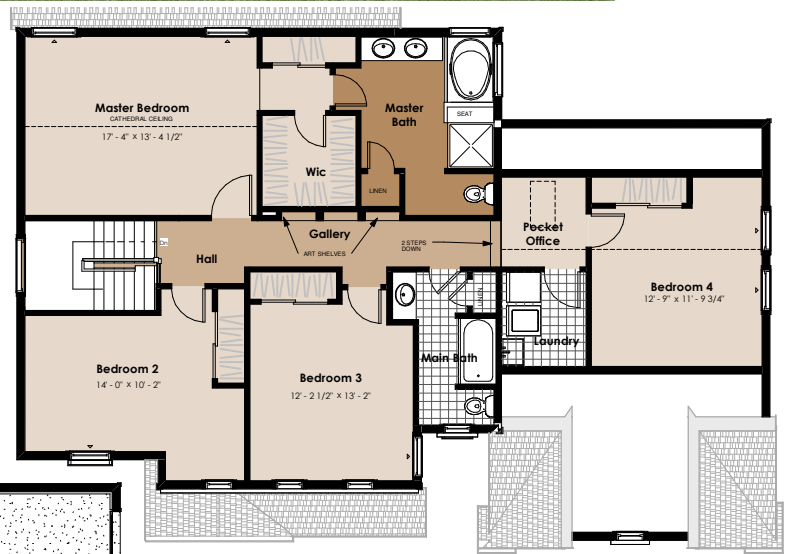 Master Bedroom
CATHEDRAL CEILING
17' - 4" x 13' - 4 1/2"
Master
Bath
SEAT
Wic
LINEN
Pocket
Office
Gallery
ART SHELVES
2 STEPS
DOWN
Dn
Hall
LINEN
Bedroom 4
12' - 9" x 11' - 9 3/4"
Laundry
Main Bath
Bedroom 2
14' - 0" x 10' - 2"
Bedroom 3
12' - 2 1/2" x 13' - 2"